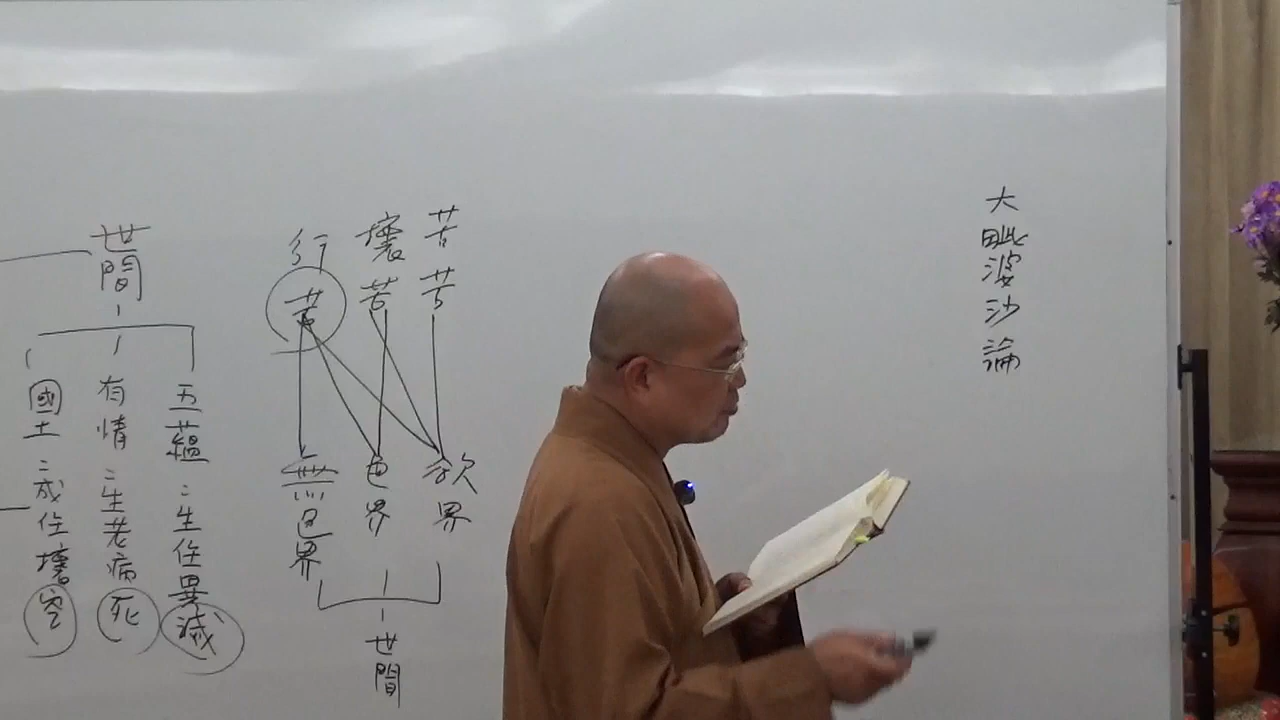 大毗婆沙論
苦苦
壞苦
行苦
欲界
色界
無色界
世間
世間
五蘊：生住異滅
有情：生老病死
國土：成住壞空